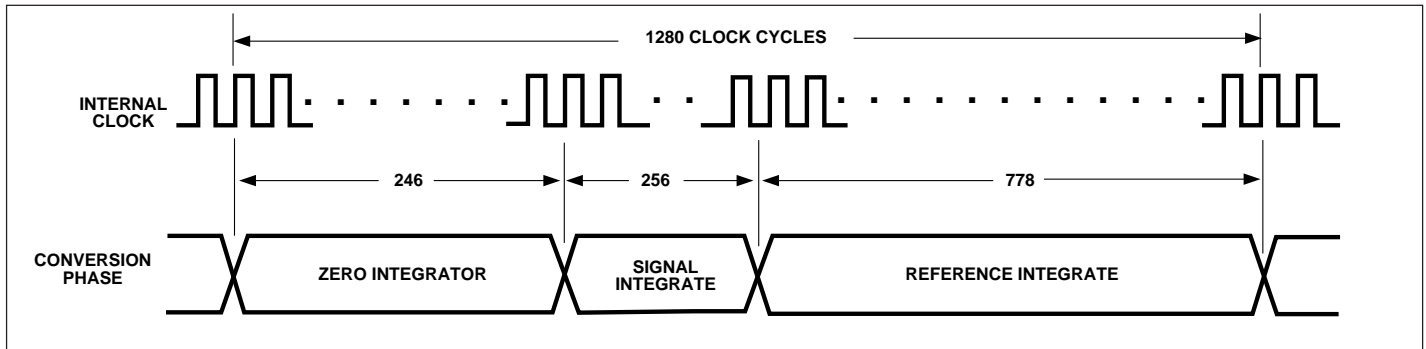 1280 CLOCK CYCLES
INTERNAL
CLOCK
246
256
778
CONVERSION
PHASE
ZERO INTEGRATOR
SIGNAL
INTEGRATE
REFERENCE INTEGRATE